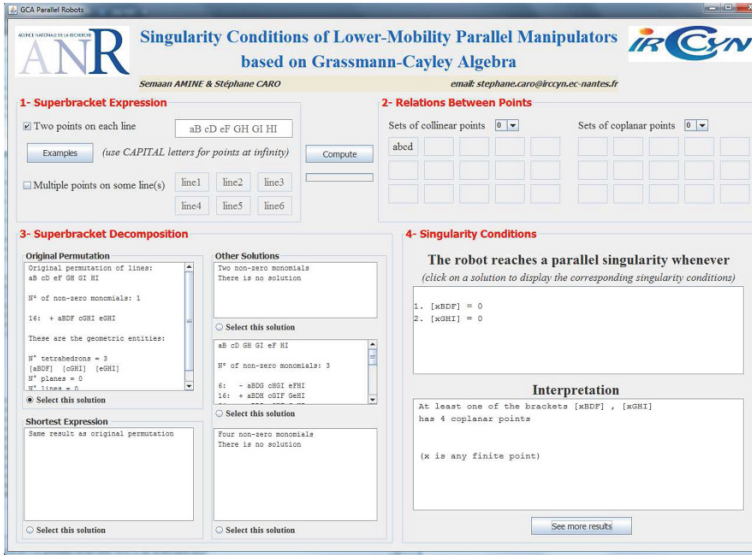 GCA Parallel Robots
AGENCE NATIONALE DE LA RECHERCHE
ANR
Singularity Conditions of Lower-Mobility Parallel Manipulators
based on Grassmann-Cayley Algebra
IRCCyN
Semaan AMINE & Stéphane CARO
email: stephane.caro@irccyn.ec-nantes.fr
1- Superbracket Expression
Two points on each line
aB cD eF GH GI HI
Examples
(use CAPITAL letters for points at infinity)
Compute
Multiple points on some line(s)
line1 line2 line3
line4 line5 line6
2- Relations Between Points
Sets of collinear points 0
Sets of coplanar points 0
abcd
3- Superbracket Decomposition
Original Permutation
Original permutation of lines:
aB cD eF GH GI HI
N° of non-zero monomials: 1
16: + aBDF cGHI eGHI
These are the geometric entities:
N° tetrahedrons = 3
[aBDF] [cGHI] [eGHI]
N° planes = 0
N° lines = 0
Select this solution
Shortest Expression
Same result as original permutation
Select this solution
Other Solutions
Two non-zero monomials
There is no solution
Select this solution
aB cD GH GI eF HI
N° of non-zero monomials: 3
6: - aBDG cHGI eFHI
16: + aBDH cGIF GeHI
Select this solution
Four non-zero monomials
There is no solution
Select this solution
4- Singularity Conditions
The robot reaches a parallel singularity whenever
(click on a solution to display the corresponding singularity conditions)
1. [xBDF] = 0
2. [xGHI] = 0
Interpretation
At least one of the brackets [xBDF] , [xGHI]
has 4 coplanar points
(x is any finite point)
See more results